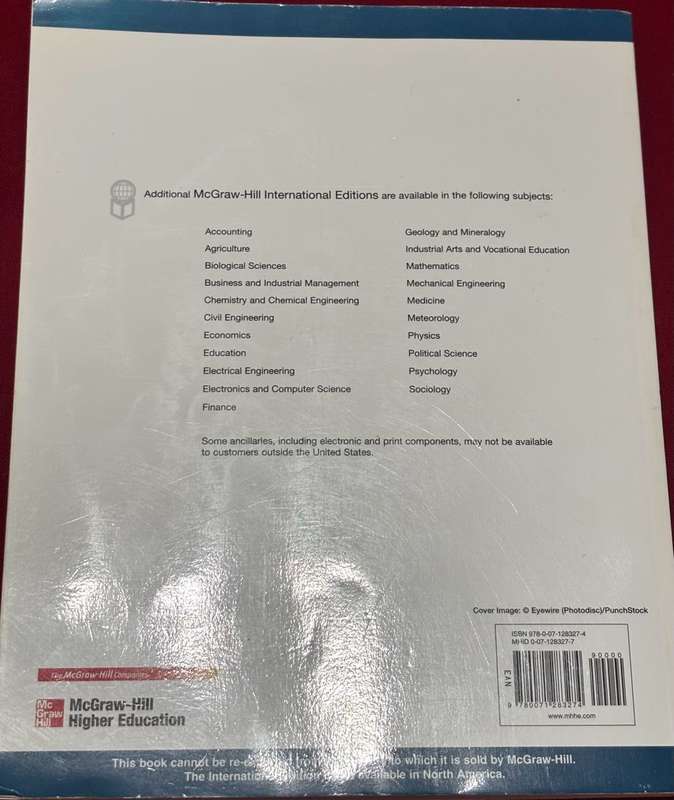 Additional McGraw-Hill International Editions are available in the following subjects:
Accounting
Agriculture
Biological Sciences
Business and Industrial Management
Chemistry and Chemical Engineering
Civil Engineering
Economics
Education
Electrical Engineering
Electronics and Computer Science
Finance
Geology and Mineralogy
Industrial Arts and Vocational Education
Mathematics
Mechanical Engineering
Medicine
Meteorology
Physics
Political Science
Psychology
Sociology
Some ancillaries, including electronic and print components, may not be available
to customers outside the United States.
Cover Image: © Eyewire (Photodisc)/PunchStock
ISBN 978-0-07-128327-4
MHID 0-07-128327-7
90000
EAN
9 780071 283274
www.mhhe.com
The McGraw-Hill Companies
Mc
Graw
Hill
McGraw-Hill
Higher Education
This book cannot be to which it is sold by McGraw-Hill.
The available in North America.